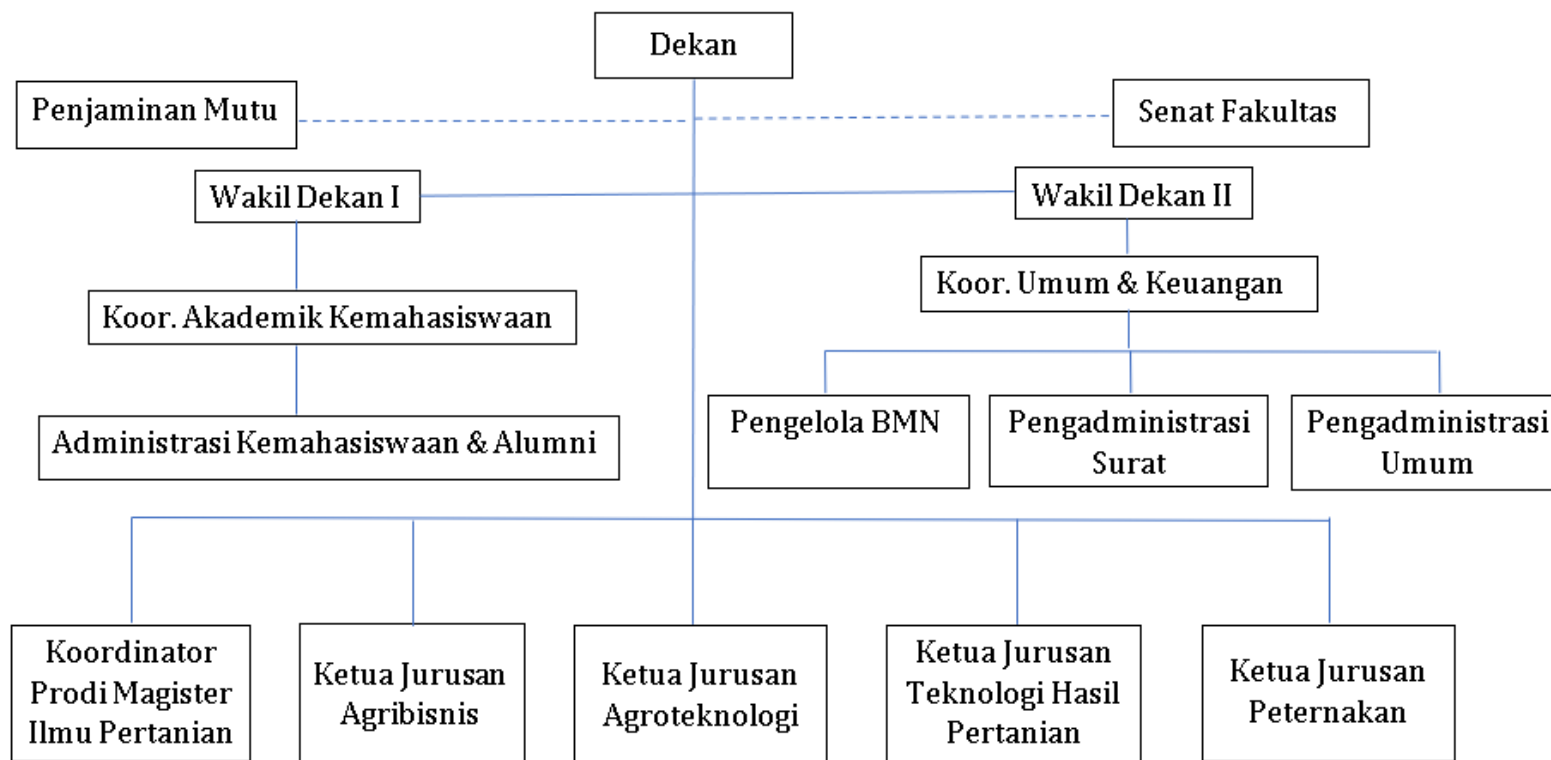 Dekan
Penjaminan Mutu
Senat Fakultas
Wakil Dekan I
Wakil Dekan II
Koor. Umum & Keuangan
Koor. Akademik Kemahasiswaan
Administrasi Kemahasiswaan & Alumni
Pengelola BMN
Pengadministrasi
Surat
Pengadministrasi
Umum
Koordinator
Prodi Magister
Ilmu Pertanian
Ketua Jurusan
Agribisnis
Ketua Jurusan
Agroteknologi
Ketua Jurusan
Teknologi Hasil
Pertanian
Ketua Jurusan
Peternakan